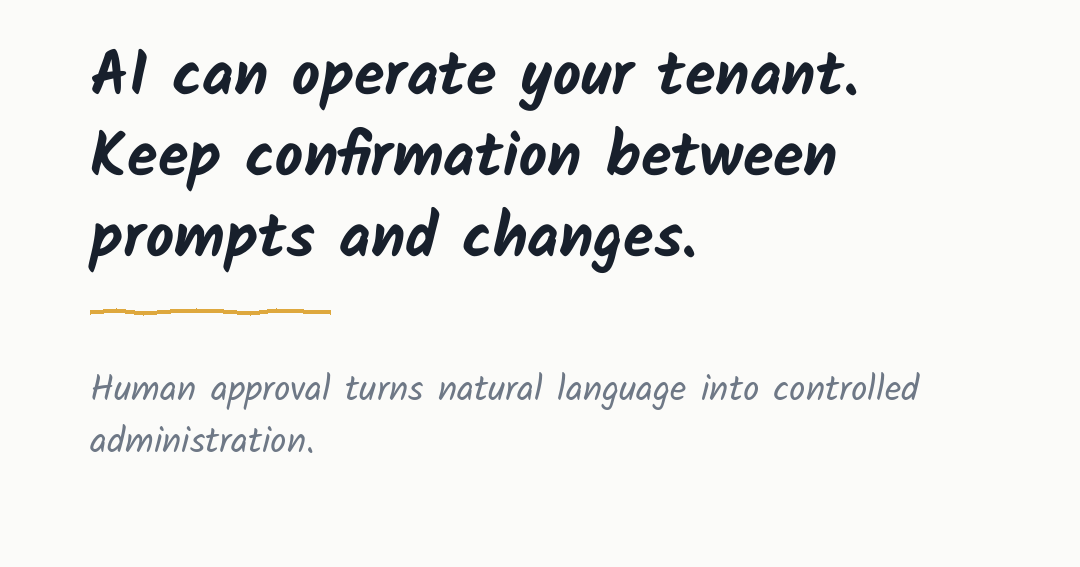 AI can operate your tenant.
Keep confirmation between
prompts and changes.
Human approval turns natural language into controlled
administration.